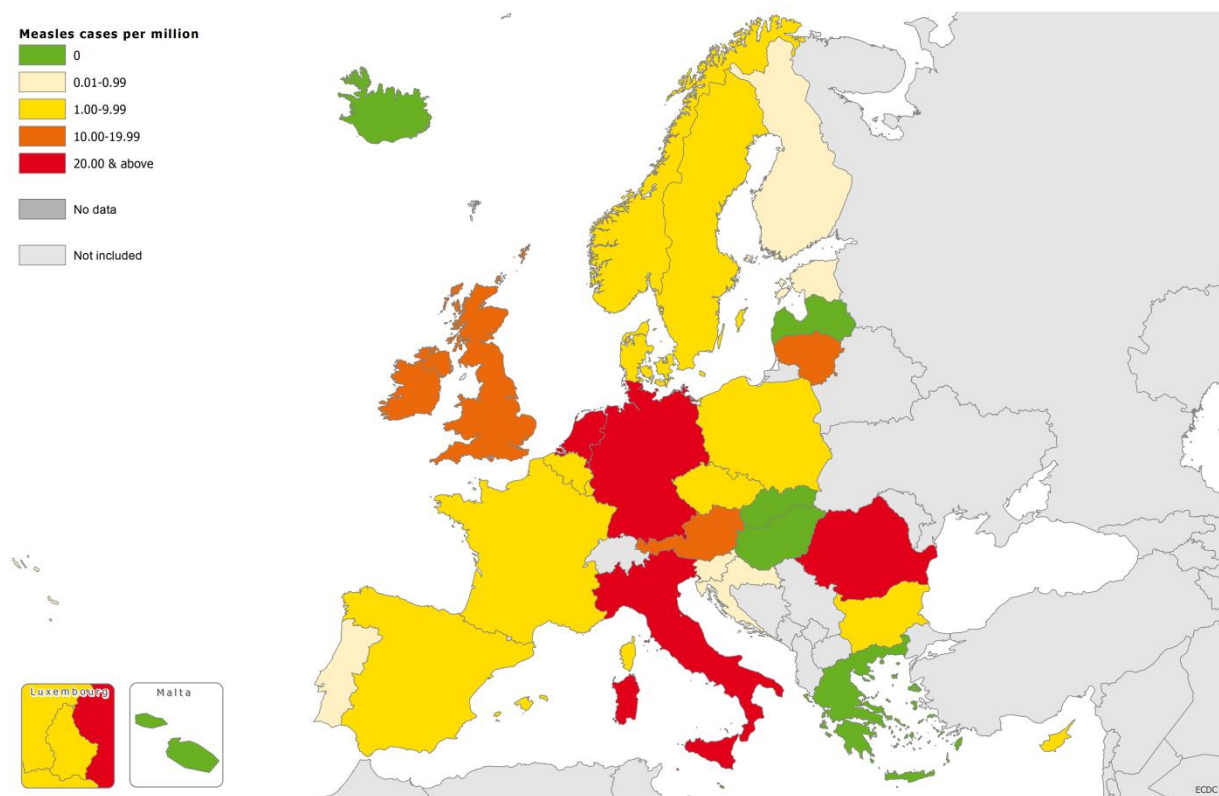 Measles cases per million
0
0.01-0.99
1.00-9.99
10.00-19.99
20.00 & above
No data
Not included
Luxembourg
Malta
ECDC